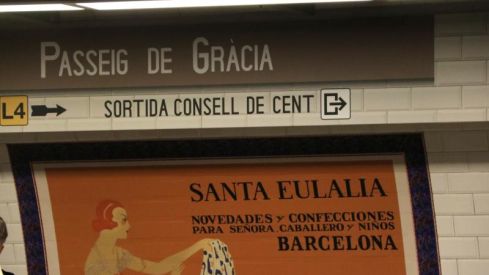 PASSEIG DE GRÀCIA
L4 SORTIDA CONSELL DE CENT
SANTA EULALIA
NOVEDADES Y CONFECCIONES
PARA SEÑORA, CABALLERO Y NIÑOS
BARCELONA